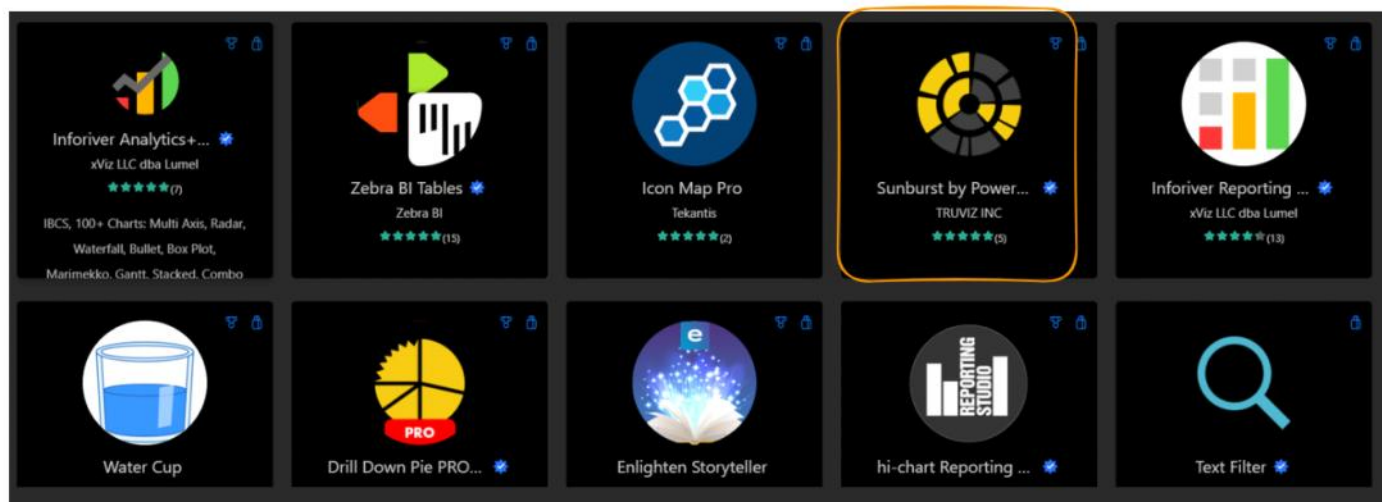 Inforiver Analytics+...
xViz LLC dba Lumel
(7)
IBCS, 100+ Charts: Multi Axis, Radar,
Waterfall, Bullet, Box Plot,
Marimekko, Gantt, Stacked, Combo
Zebra BI Tables
Zebra BI
(15)
Icon Map Pro
Tekantis
(2)
Sunburst by Power...
TRUVIZ INC
(5)
Inforiver Reporting ...
xViz LLC dba Lumel
(13)
Water Cup
PRO
Drill Down Pie PRO...
e
Enlighten Storyteller
REPORTING
STUDIO
hi-chart Reporting ...
Text Filter